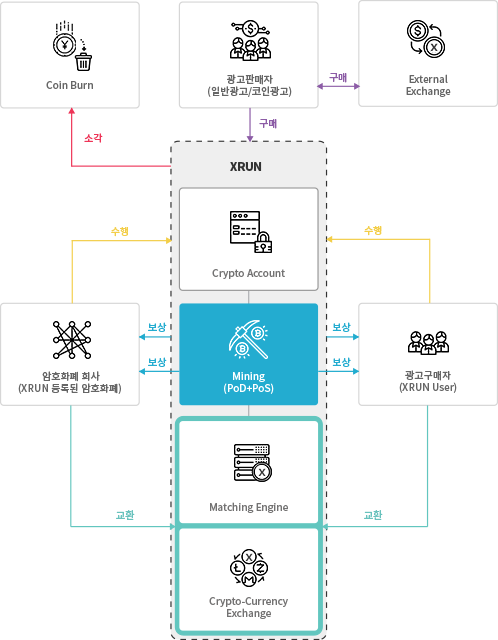 Coin Burn
광고판매자
(일반광고/코인광고)
구매
External
Exchange
소각
구매
XRUN
수행
수행
Crypto Account
보상
보상
Mining
(PoD+PoS)
보상
보상
암호화폐 회사
(XRUN 등록된 암호화폐)
광고구매자
(XRUN User)
Matching Engine
교환
교환
Crypto-Currency
Exchange